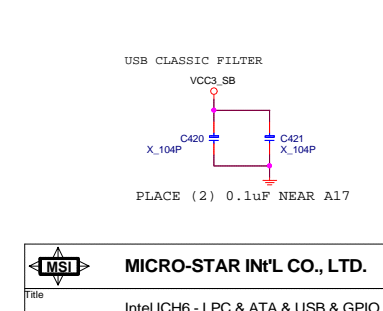 USB CLASSIC FILTER
VCC3_SB
C420
X_104P
C421
X_104P
PLACE (2) 0.1uF NEAR A17
MSI
MICRO-STAR INt'L CO., LTD.
Title
Intel ICH6 - LPC & ATA & USB & GPIO